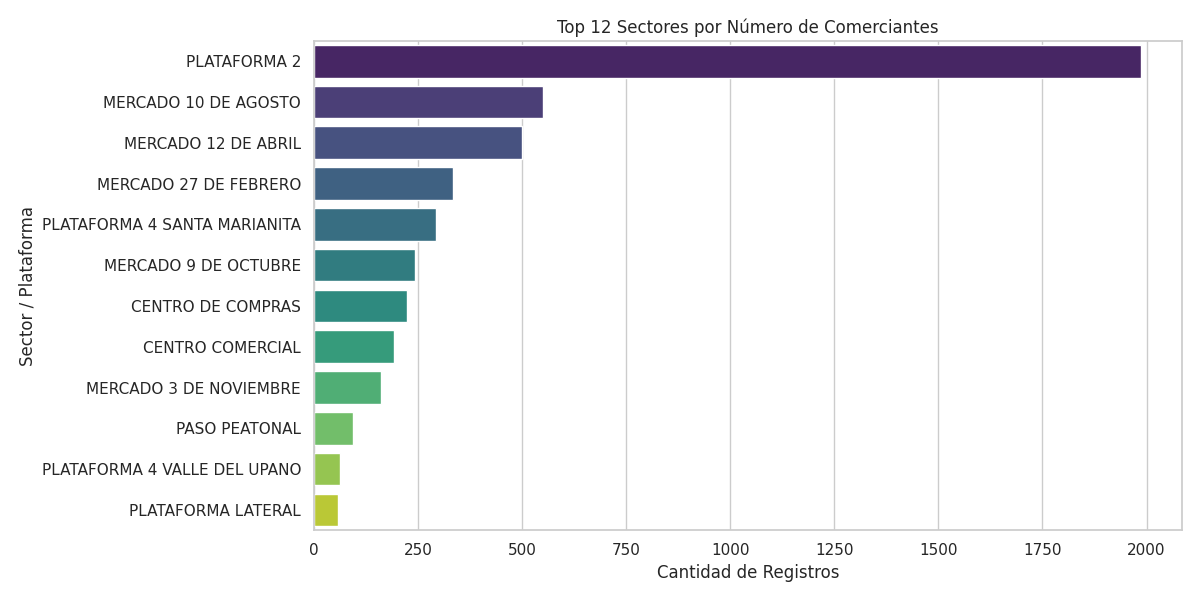 Top 12 Sectores por Número de Comerciantes
Sector / Plataforma
PLATAFORMA 2
MERCADO 10 DE AGOSTO
MERCADO 12 DE ABRIL
MERCADO 27 DE FEBRERO
PLATAFORMA 4 SANTA MARIANITA
MERCADO 9 DE OCTUBRE
CENTRO DE COMPRAS
CENTRO COMERCIAL
MERCADO 3 DE NOVIEMBRE
PASO PEATONAL
PLATAFORMA 4 VALLE DEL UPANO
PLATAFORMA LATERAL
0 250 500 750 1000 1250 1500 1750 2000
Cantidad de Registros